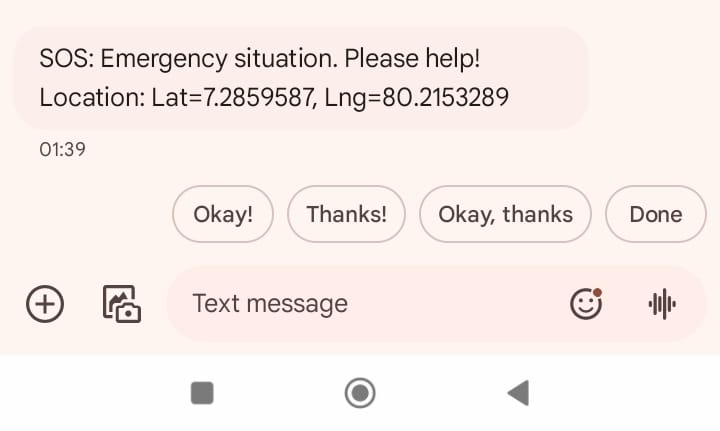 SOS: Emergency situation. Please help!
Location: Lat=7.2859587, Lng=80.2153289
01:39
Okay!
Thanks!
Okay, thanks
Done
Text message